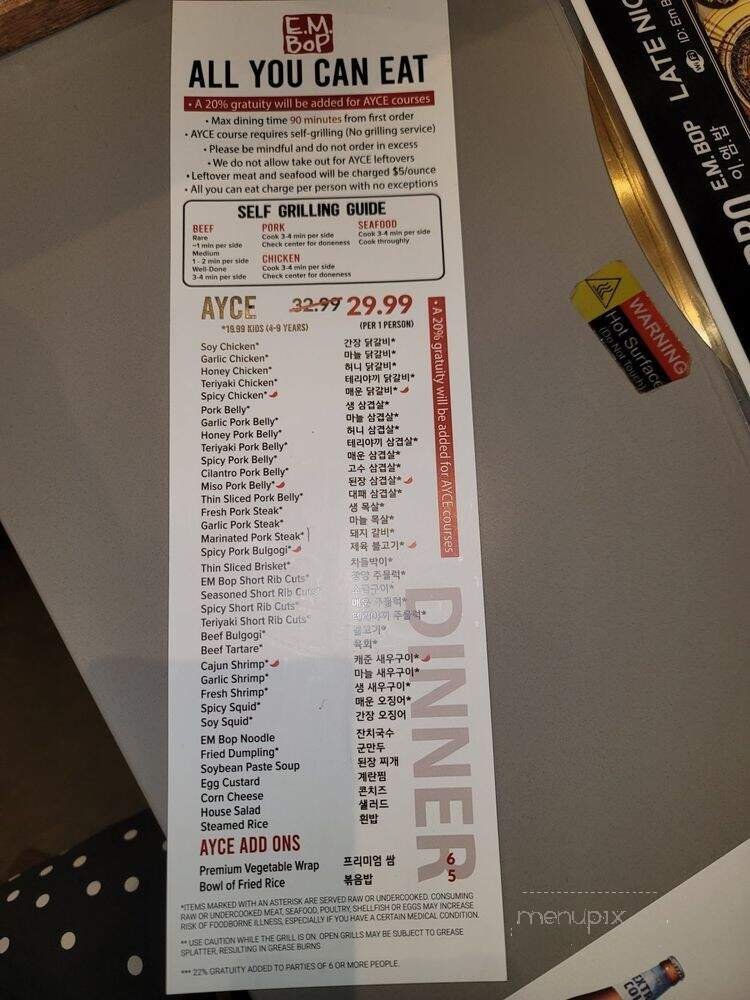 E.M.
BOP
ALL YOU CAN EAT
• A 20% gratuity will be added for AYCE courses
• Max dining time 90 minutes from first order
• AYCE course requires self-grilling (No grilling service)
• Please be mindful and do not order in excess
• We do not allow take out for AYCE leftovers
• Leftover meat and seafood will be charged $5/ounce
• All you can eat charge per person with no exceptions
SELF GRILLING GUIDE
BEEF
Rare
~1 min per side
Medium
1 - 2 min per side
Well-Done
3-4 min per side
PORK
Cook 3-4 min per side
Check center for doneness
CHICKEN
Cook 3-4 min per side
Check center for doneness
SEAFOOD
Cook 3-4 min per side
Cook throughly
AYCE 32.99 29.99
*19.99 KIDS (4-9 YEARS) (PER 1 PERSON)
Soy Chicken* 간장 닭갈비*
Garlic Chicken* 마늘 닭갈비*
Honey Chicken* 허니 닭갈비*
Teriyaki Chicken* 테리야끼 닭갈비*
Spicy Chicken* 매운 닭갈비*
Pork Belly* 생 삼겹살*
Garlic Pork Belly* 마늘 삼겹살*
Honey Pork Belly* 허니 삼겹살*
Teriyaki Pork Belly* 테리야끼 삼겹살*
Spicy Pork Belly* 매운 삼겹살*
Cilantro Pork Belly* 고수 삼겹살*
Miso Pork Belly* 된장 삼겹살*
Thin Sliced Pork Belly* 대패 삼겹살*
Fresh Pork Steak* 생 목살*
Garlic Pork Steak* 마늘 목살*
Marinated Pork Steak* 돼지 갈비*
Spicy Pork Bulgogi* 제육 불고기*
Thin Sliced Brisket* 차돌박이*
EM Bop Short Rib Cuts* 주물럭*
Seasoned Short Rib Cuts*
Spicy Short Rib Cuts* 매운 주물럭*
Teriyaki Short Rib Cuts* 테리야끼 주물럭*
Beef Bulgogi* 불고기*
Beef Tartare* 육회*
Cajun Shrimp* 캐준 새우구이*
Garlic Shrimp* 마늘 새우구이*
Fresh Shrimp* 생 새우구이*
Spicy Squid* 매운 오징어*
Soy Squid* 간장 오징어
EM Bop Noodle 잔치국수
Fried Dumpling* 군만두
Soybean Paste Soup 된장 찌개
Egg Custard 계란찜
Corn Cheese 콘치즈
House Salad 샐러드
Steamed Rice 흰밥
• A 20% gratuity will be added for AYCE courses
DINNER
AYCE ADD ONS
Premium Vegetable Wrap 프리미엄 쌈 6
Bowl of Fried Rice 볶음밥 5
*ITEMS MARKED WITH AN ASTERISK ARE SERVED RAW OR UNDERCOOKED. CONSUMING
RAW OR UNDERCOOKED MEAT, SEAFOOD, POULTRY, SHELLFISH OR EGGS MAY INCREASE
RISK OF FOODBORNE ILLNESS, ESPECIALLY IF YOU HAVE A CERTAIN MEDICAL CONDITION.
** USE CAUTION WHILE THE GRILL IS ON. OPEN GRILLS MAY BE SUBJECT TO GREASE
SPLATTER, RESULTING IN GREASE BURNS
*** 22% GRATUITY ADDED TO PARTIES OF 6 OR MORE PEOPLE.
WARNING
Hot Surface
(Do Not Touch)
LATE
E.M.BOP
이.엠.밥
menupix